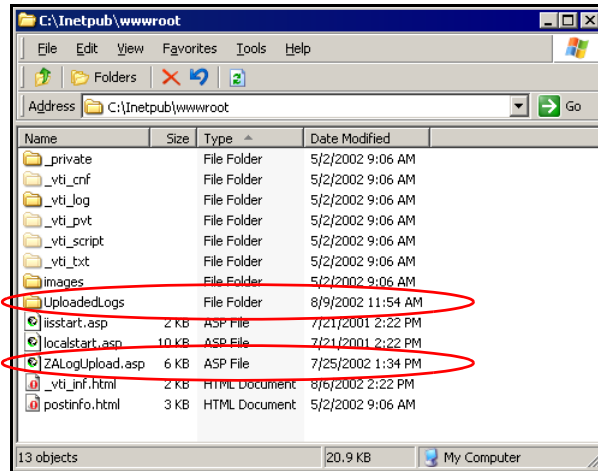 C:\Inetpub\wwwroot
File Edit View Favorites Tools Help
Folders
Address C:\Inetpub\wwwroot Go
Name Size Type Date Modified
_private File Folder 5/2/2002 9:06 AM
_vti_cnf File Folder 5/2/2002 9:06 AM
_vti_log File Folder 5/2/2002 9:06 AM
_vti_pvt File Folder 5/2/2002 9:06 AM
_vti_script File Folder 5/2/2002 9:06 AM
_vti_txt File Folder 5/2/2002 9:06 AM
images File Folder 5/2/2002 9:06 AM
UploadedLogs File Folder 8/9/2002 11:54 AM
iisstart.asp 2 KB ASP File 7/21/2001 2:22 PM
localstart.asp 10 KB ASP File 7/21/2001 2:22 PM
ZALogUpload.asp 6 KB ASP File 7/25/2002 1:34 PM
_vti_inf.html 2 KB HTML Document 8/6/2002 2:22 PM
postinfo.html 3 KB HTML Document 5/2/2002 9:06 AM
13 objects 20.9 KB My Computer